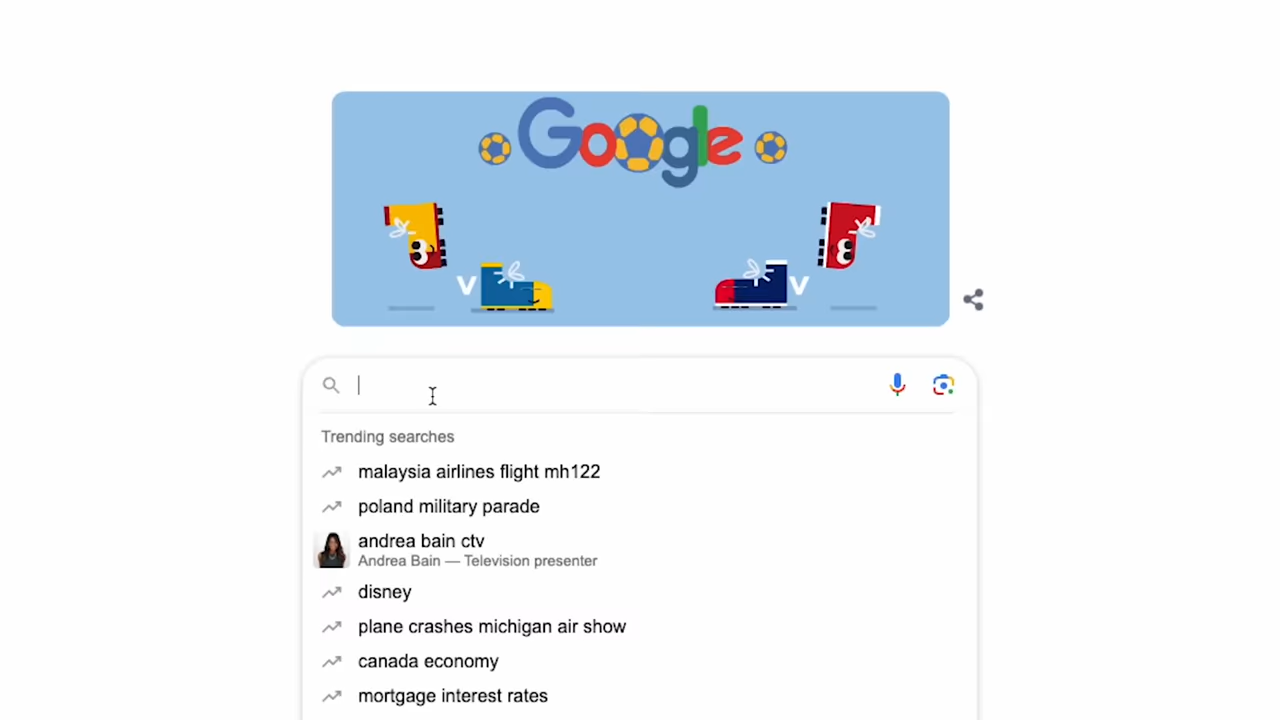 Google
V V
Trending searches
malaysia airlines flight mh122
poland military parade
andrea bain ctv
Andrea Bain — Television presenter
disney
plane crashes michigan air show
canada economy
mortgage interest rates